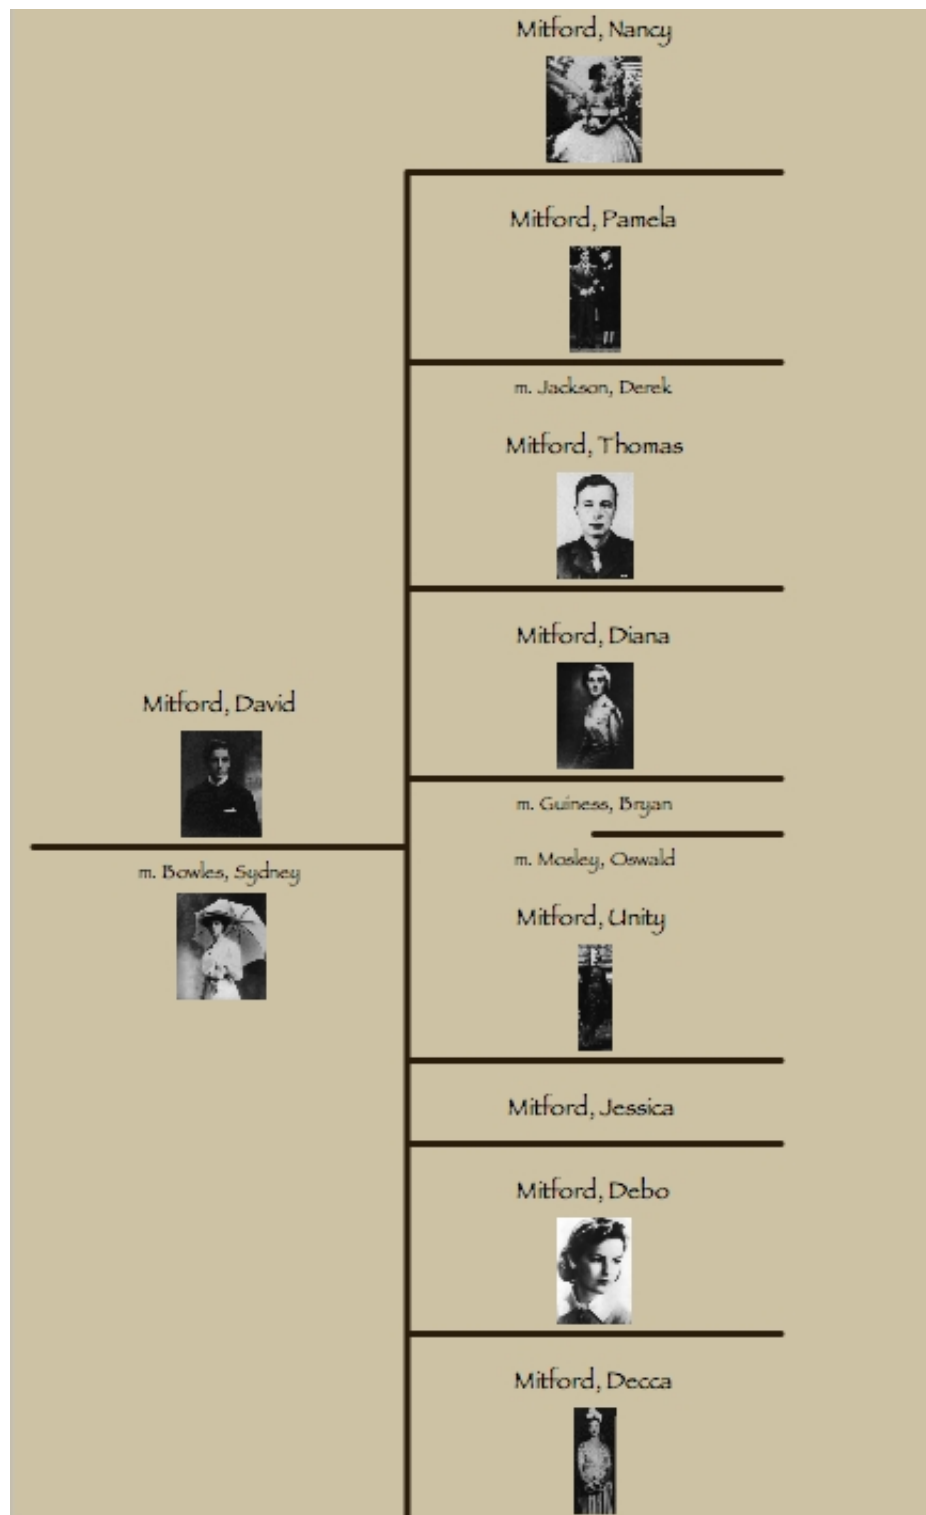 Mitford, Nancy
Mitford, Pamela
m. Jackson, Derek
Mitford, Thomas
Mitford, Diana
Mitford, David
m. Guiness, Bryan
m. Mosley, Oswald
m. Bowles, Sydney
Mitford, Unity
Mitford, Jessica
Mitford, Debo
Mitford, Decca